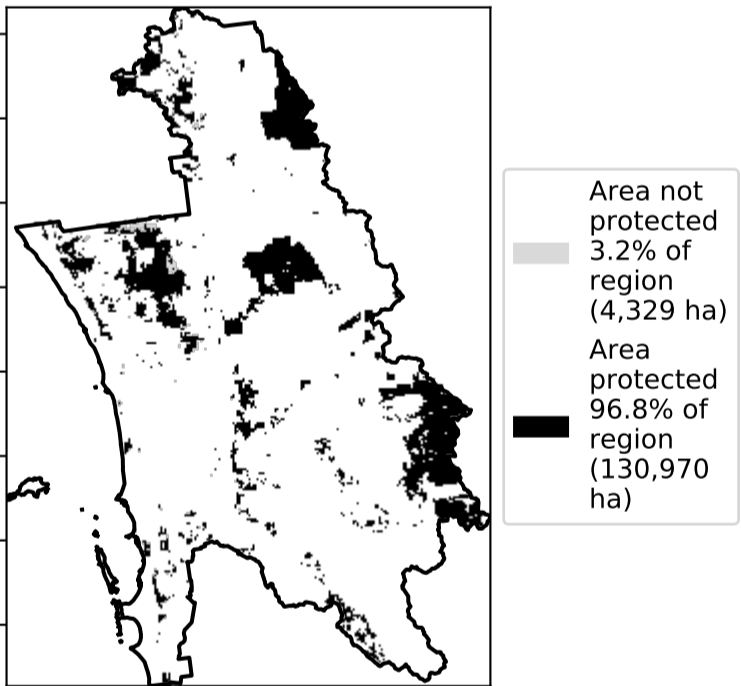 Area not
protected
3.2% of
region
(4,329 ha)
Area
protected
96.8% of
region
(130,970
ha)